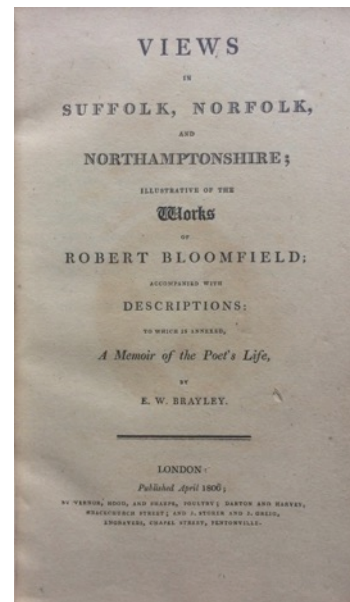 VIEWS
IN
SUFFOLK, NORFOLK,
AND
NORTHAMPTONSHIRE;
ILLUSTRATIVE OF THE
Works
OF
ROBERT BLOOMFIELD;
ACCOMPANIED WITH
DESCRIPTIONS:
TO WHICH IS ANNEXED,
A Memoir of the Poet's Life,
BY
E. W. BRAYLEY.
LONDON:
Published April 1806;
BY VERNOR, HOOD, AND SHARPE, POULTRY; DARTON AND HARVEY,
GRACECHURCH STREET; AND J. STORER AND J. GREIG,
ENGRAVERS, CHAPEL STREET, PENTONVILLE.